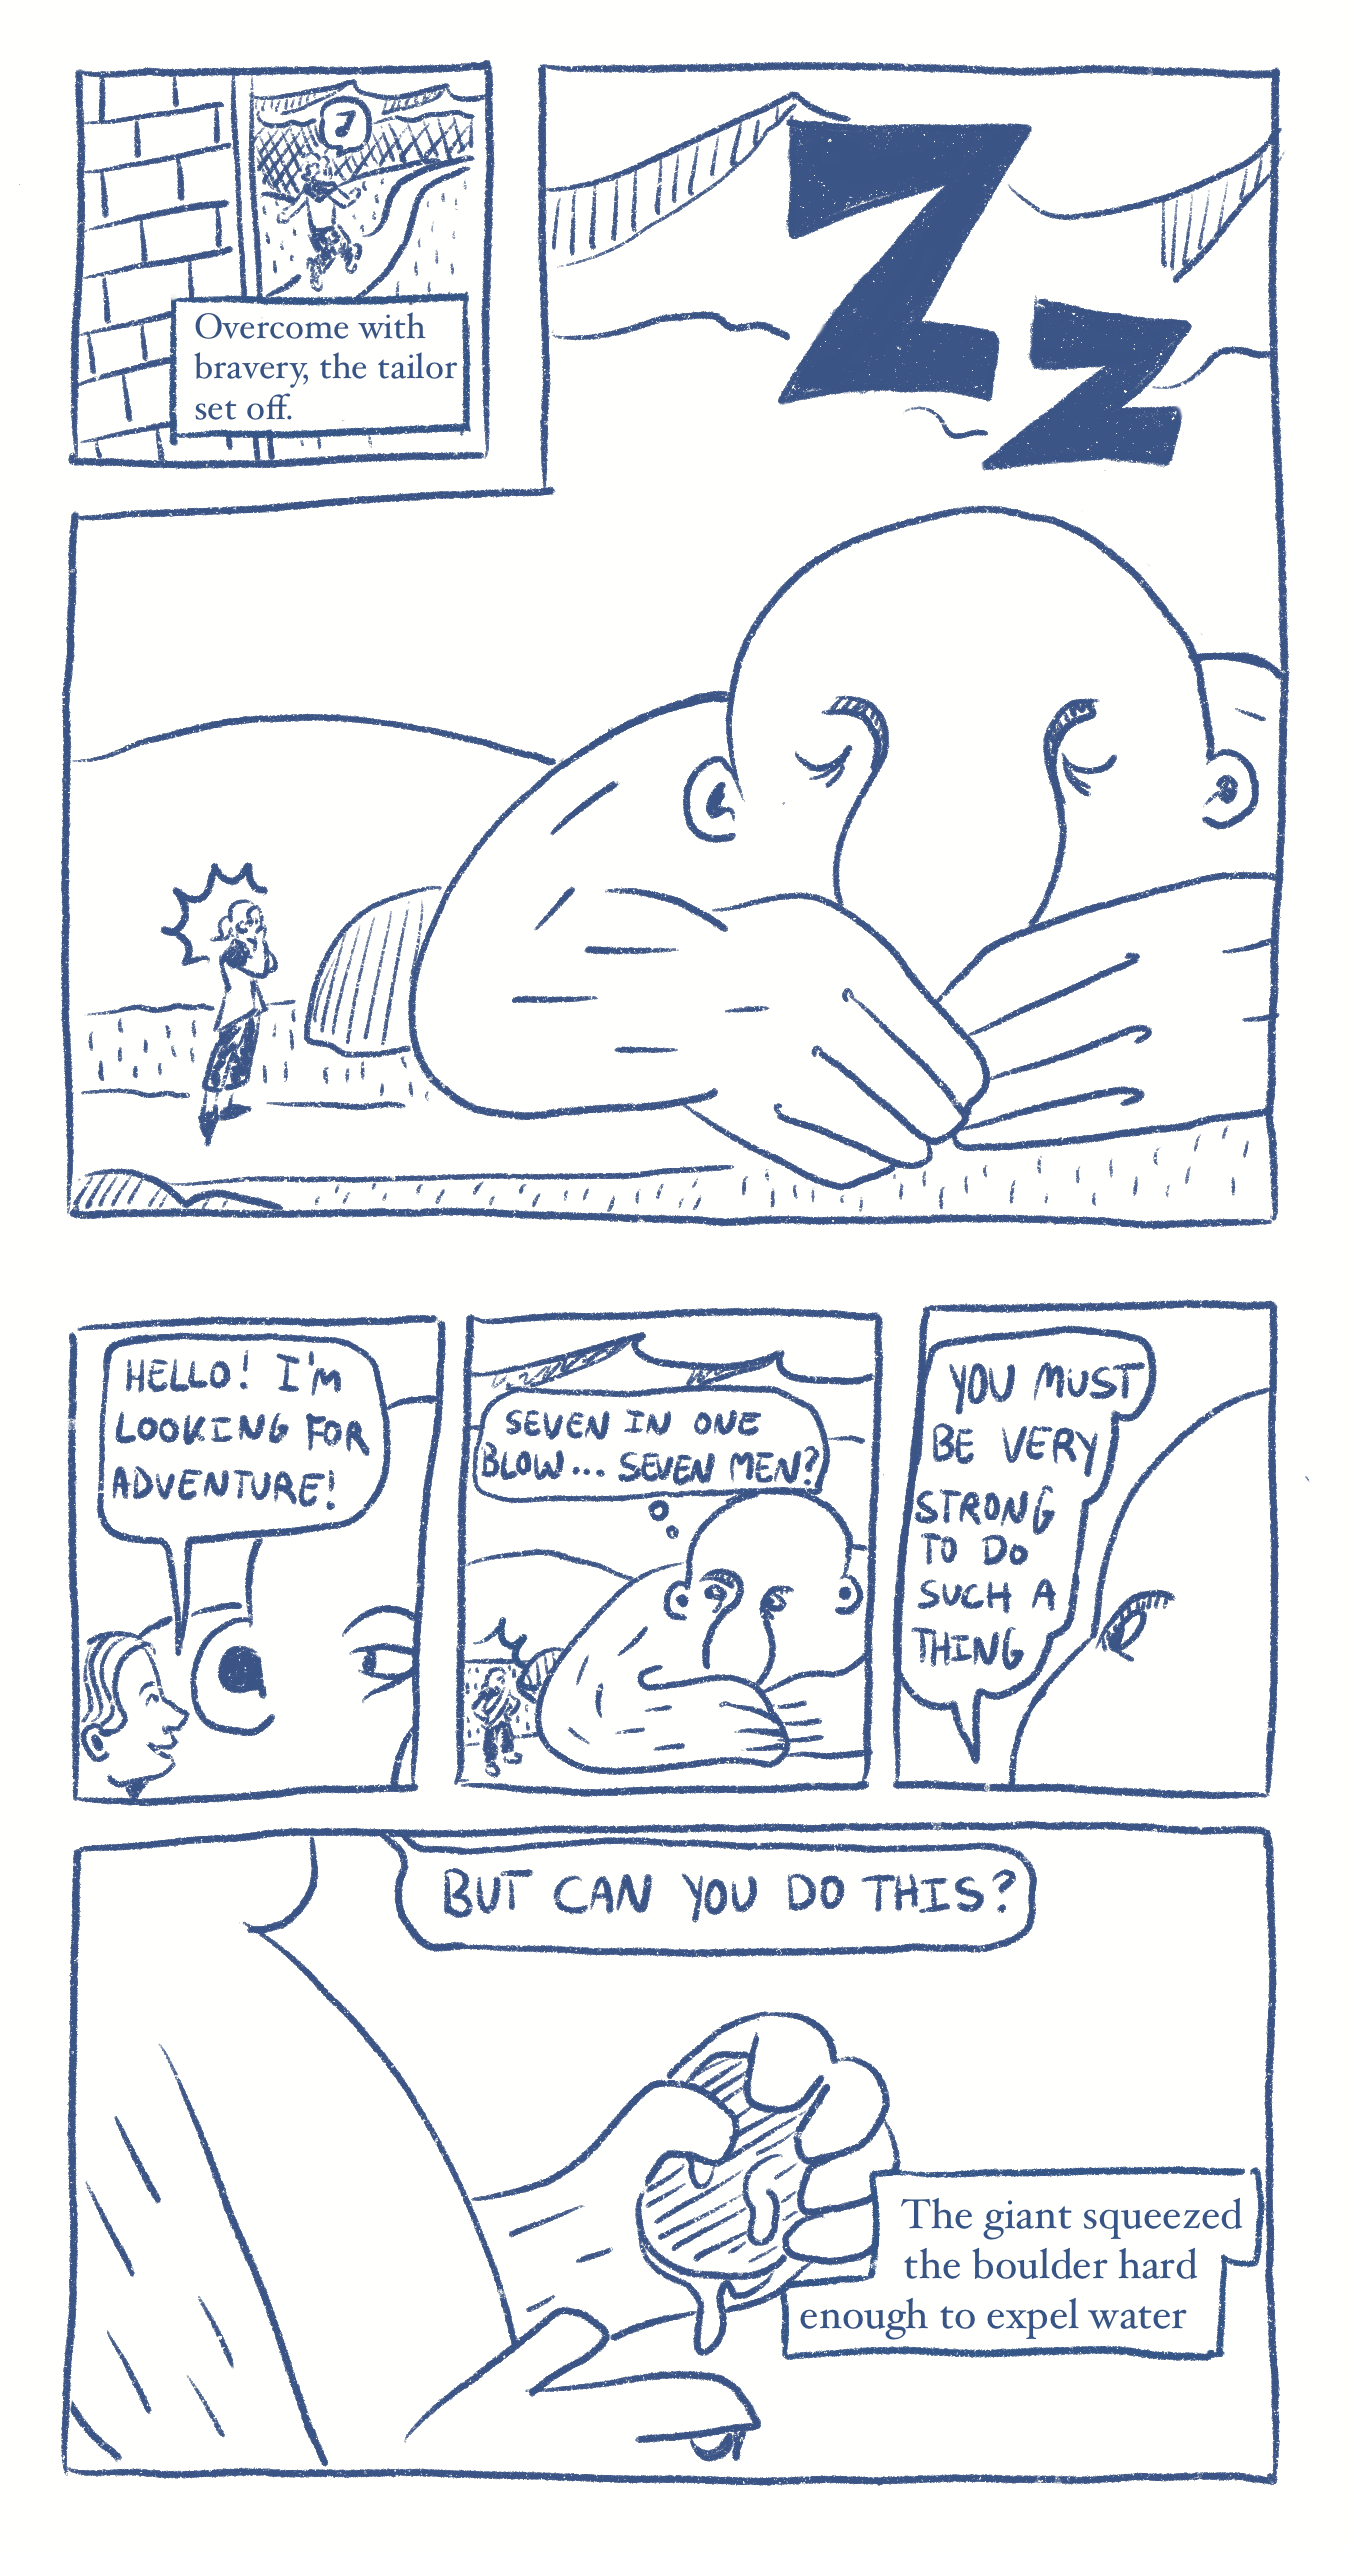 Overcome with
bravery, the tailor
set off.
Zz
HELLO! I'M
LOOKING FOR
ADVENTURE!
SEVEN IN ONE
BLOW... SEVEN MEN?
YOU MUST
BE VERY
STRONG
TO DO
SUCH A
THING
BUT CAN YOU DO THIS?
The giant squeezed
the boulder hard
enough to expel water